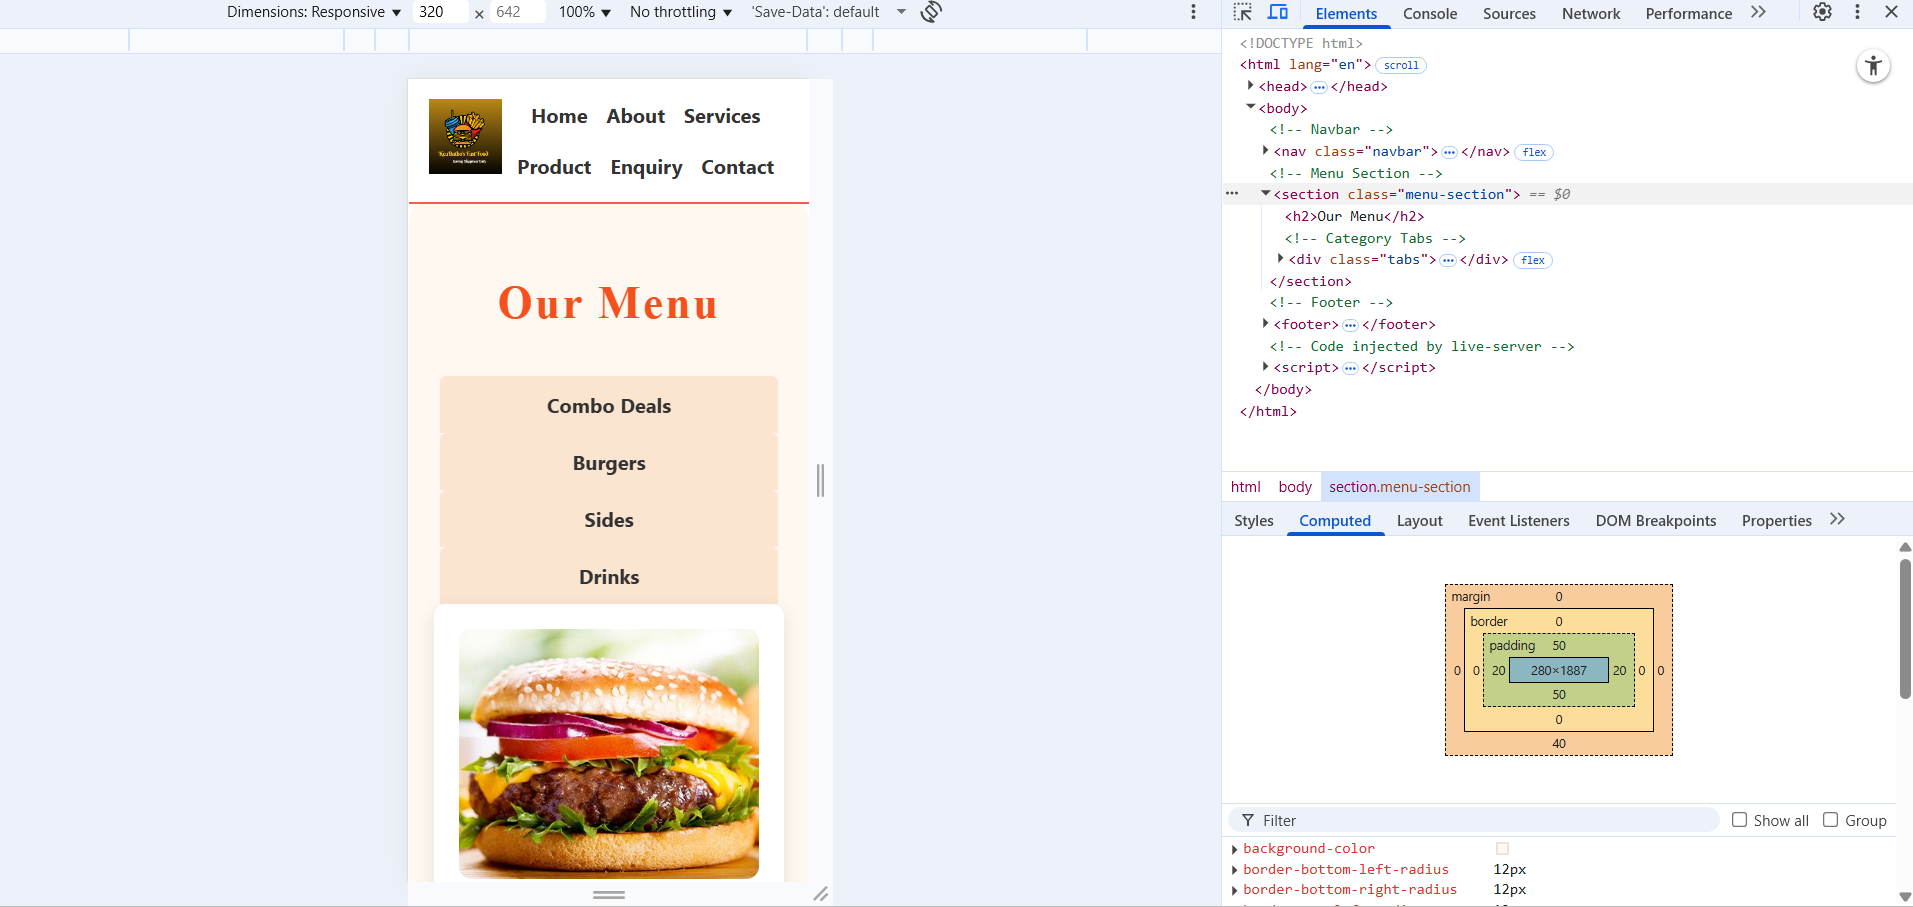 Dimensions: Responsive ▼ 320 × 642 100% ▼ No throttling ▼ 'Save-Data': default
Elements Console Sources Network Performance
<!DOCTYPE html>
<html lang="en"> scroll
<head> ••• </head>
<body>
<!-- Navbar -->
<nav class="navbar"> ••• </nav> flex
<!-- Menu Section -->
••• <section class="menu-section"> == $0
<h2>Our Menu</h2>
<!-- Category Tabs -->
<div class="tabs"> ••• </div> flex
</section>
<!-- Footer -->
<footer> ••• </footer>
<!-- Code injected by live-server -->
<script> ••• </script>
</body>
</html>
Home About Services
Product Enquiry Contact
Our Menu
Combo Deals
Burgers
Sides
Drinks
html body section.menu-section
Styles Computed Layout Event Listeners DOM Breakpoints Properties
margin 0
border 0
padding 50
0 0 20 280×1887 20 0 0
50
0
40
Filter Show all Group
background-color
border-bottom-left-radius 12px
border-bottom-right-radius 12px